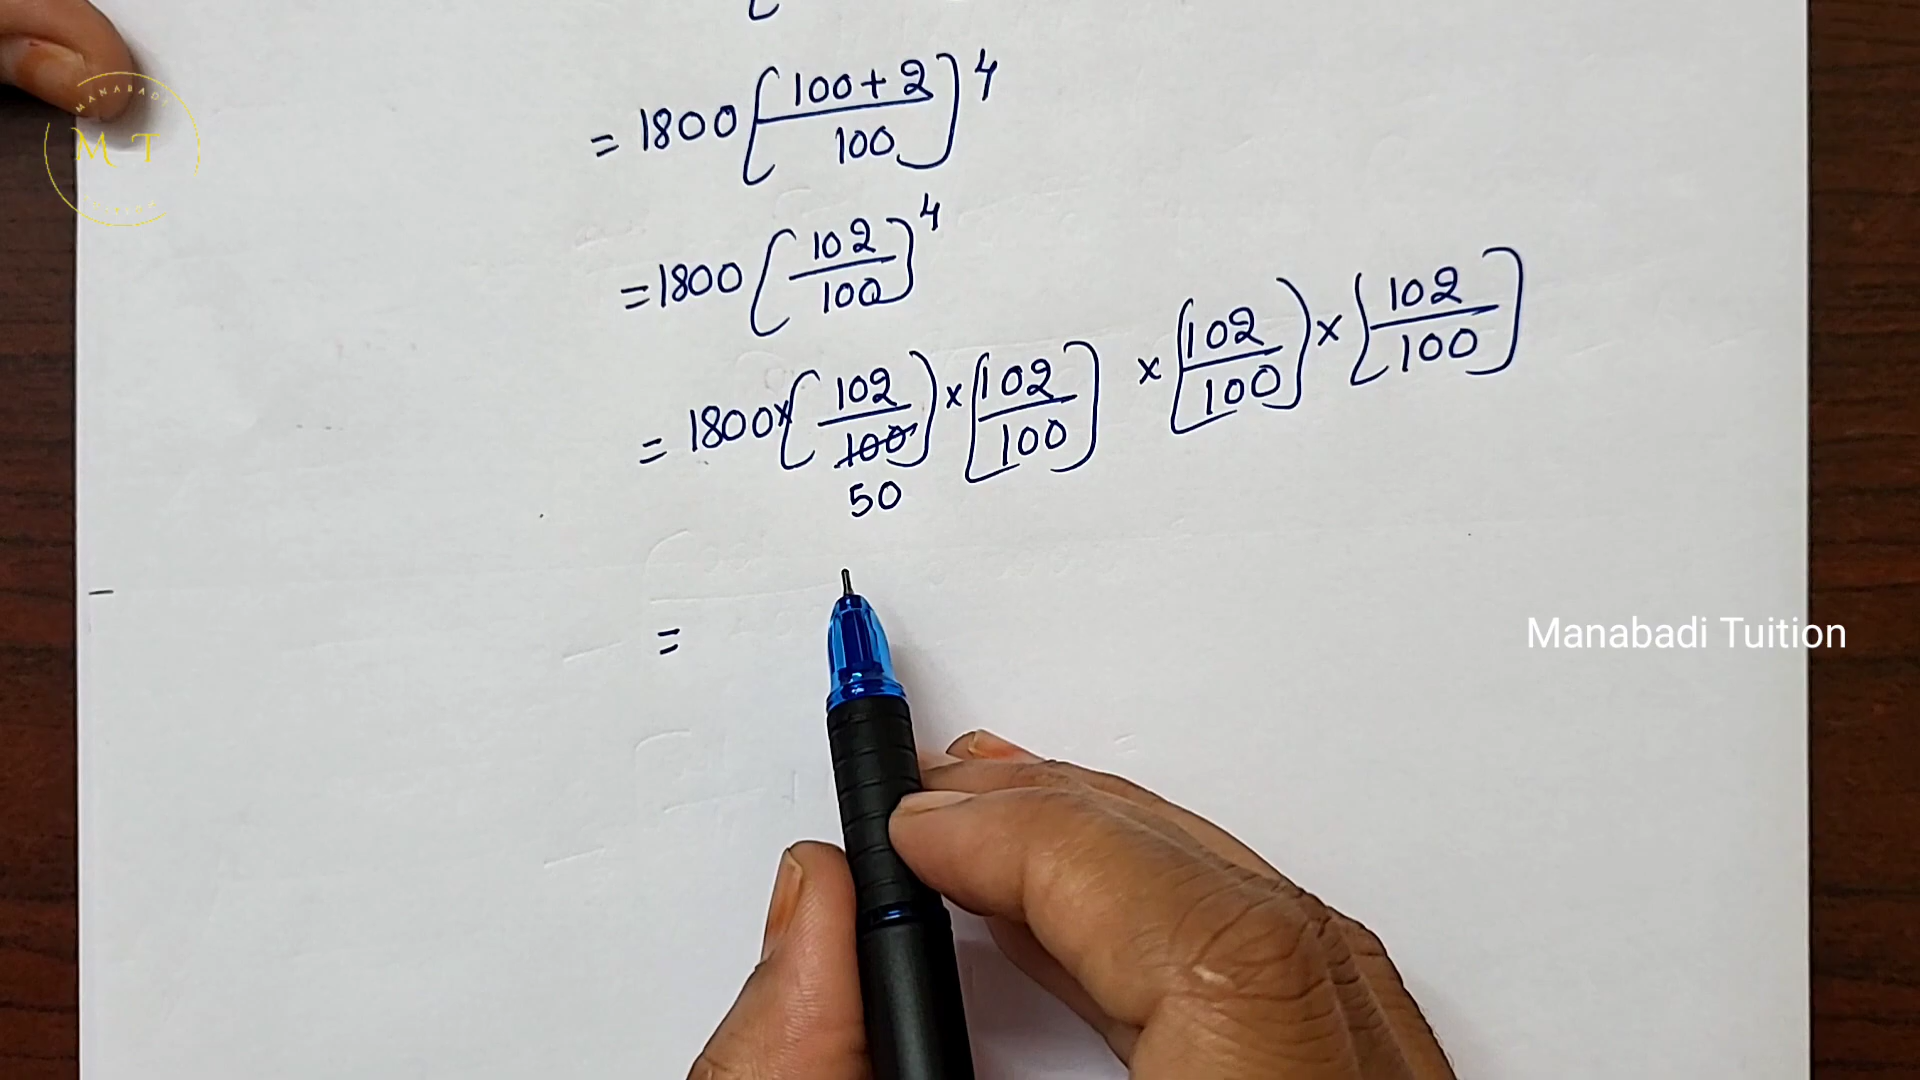 = 1800 [100+2/100]^4
= 1800 [102/100]^4
= 1800 × (102/100) × [102/100] × [102/100] × [102/100]
50
=
MANABADI
M T
Manabadi Tuition